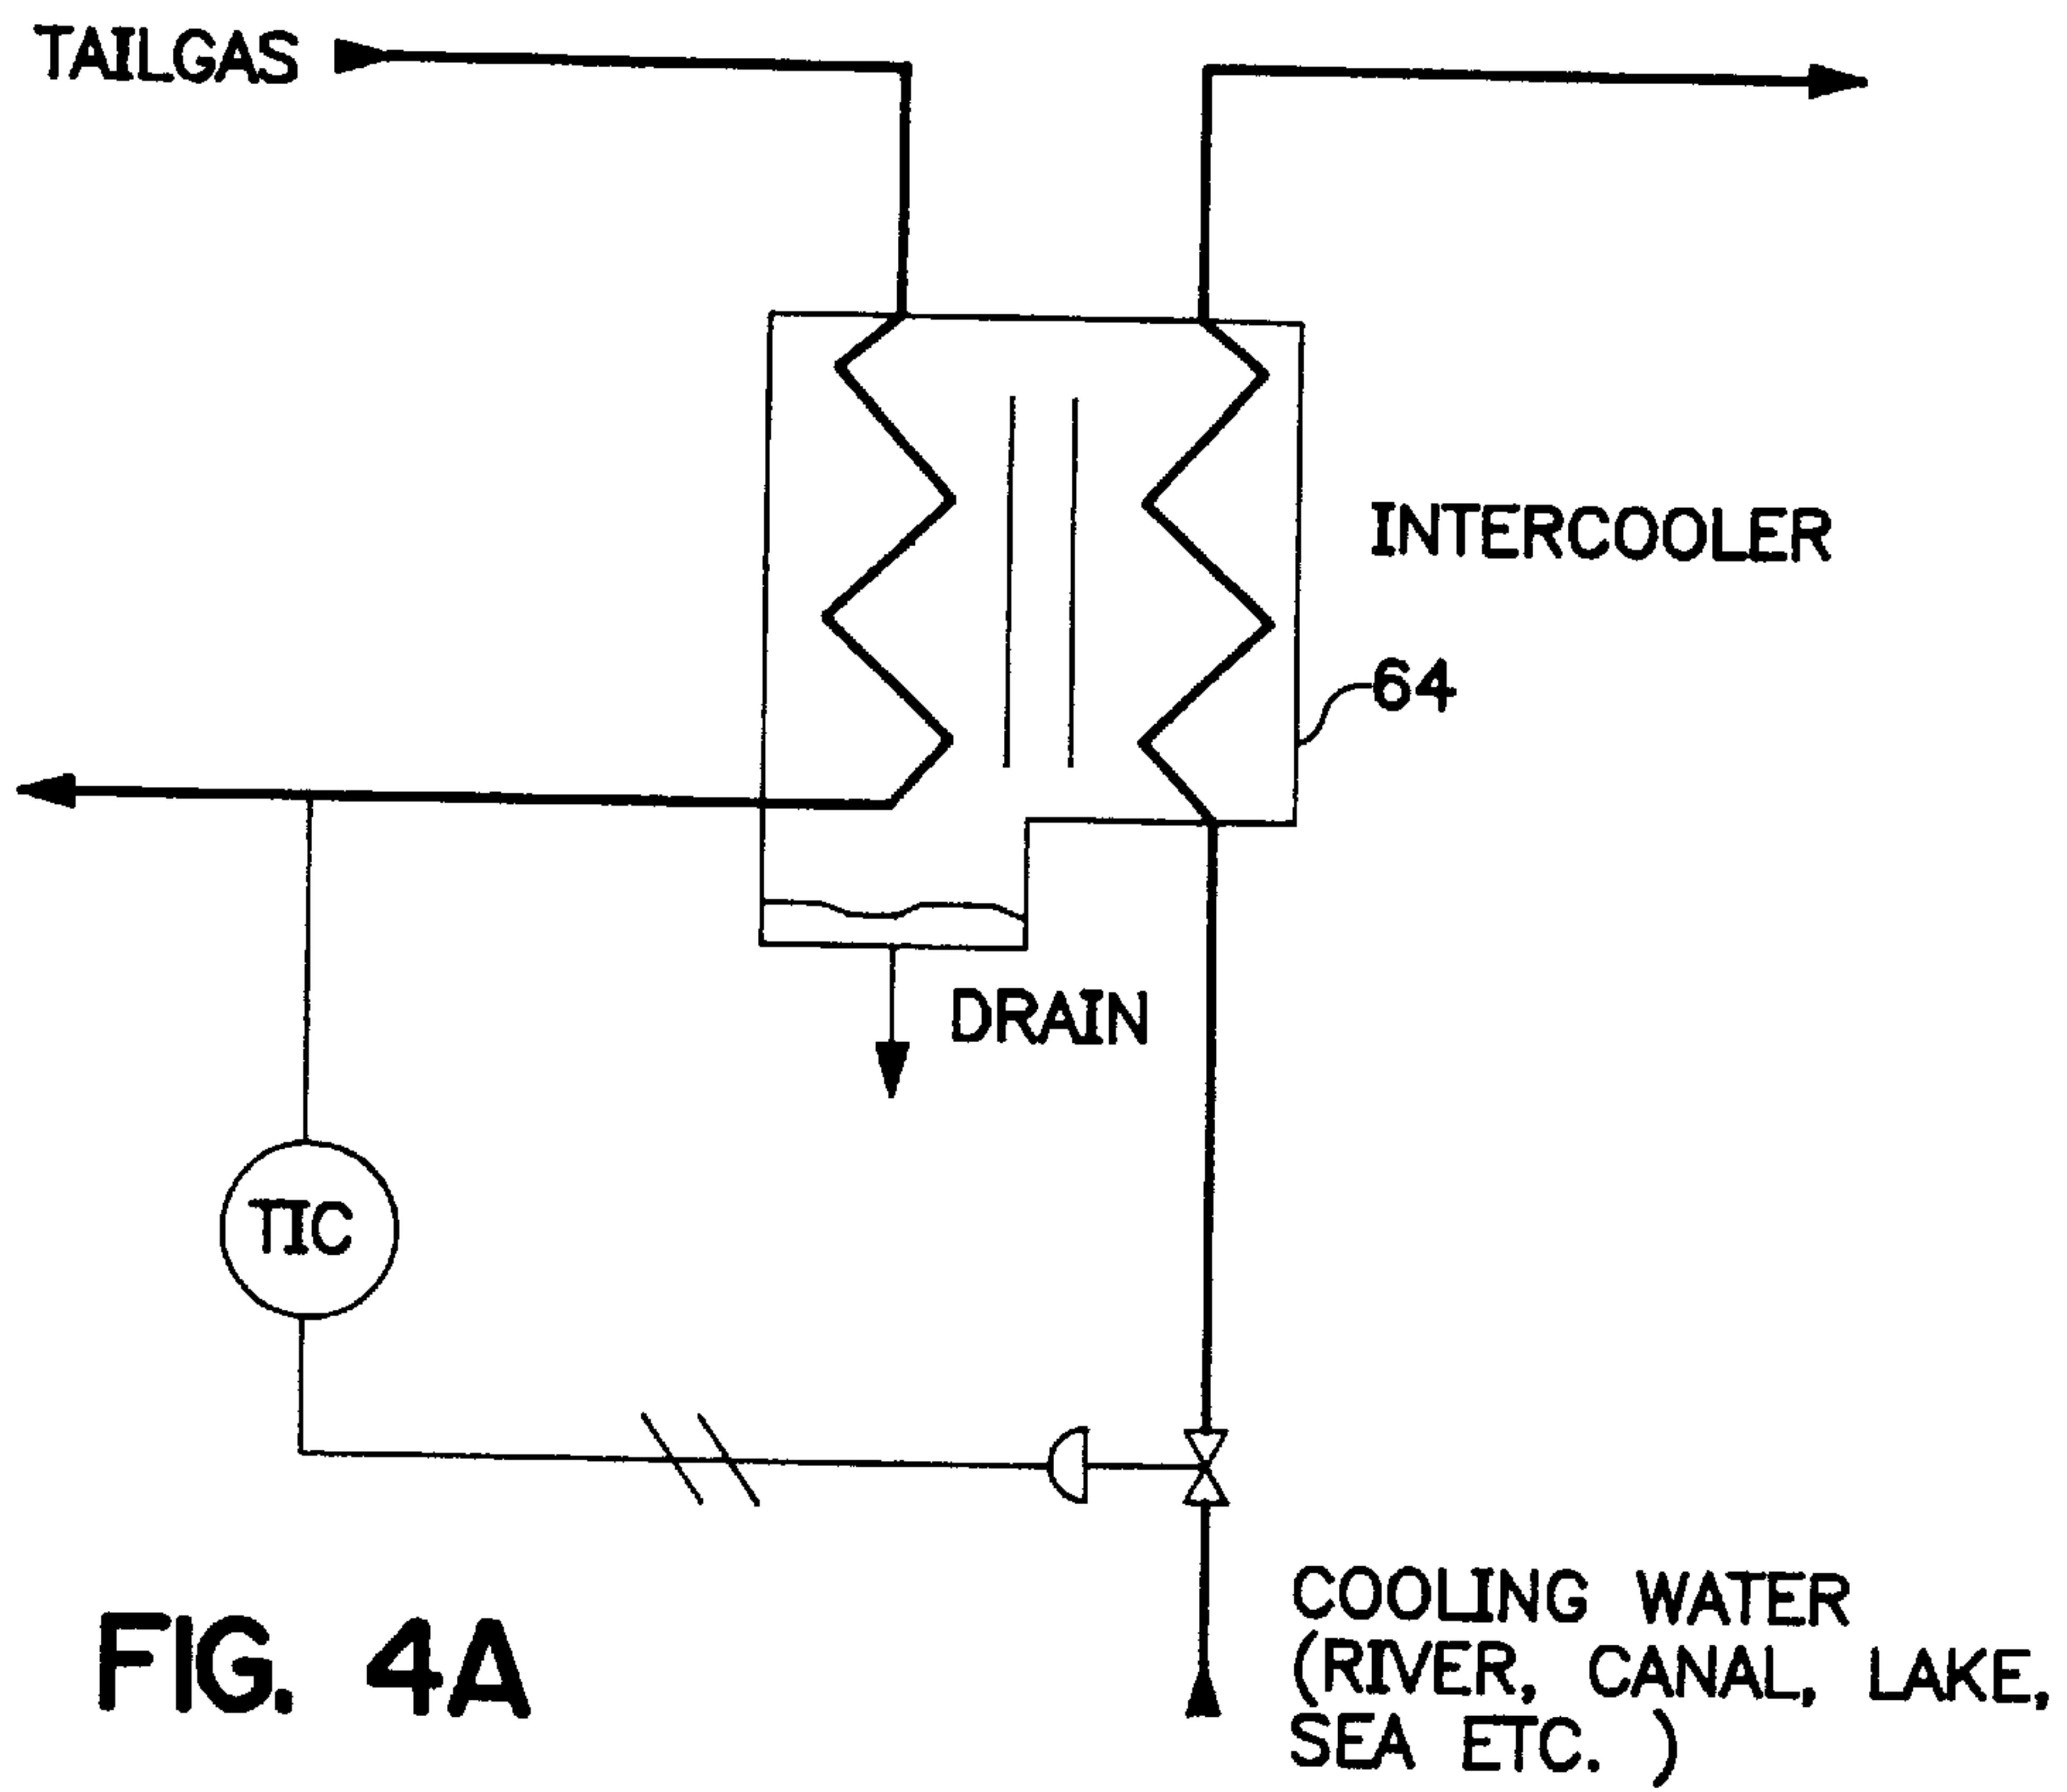 TAILGAS
INTERCOOLER
64
DRAIN
TIC
COOLING WATER
(RIVER, CANAL, LAKE,
SEA ETC. )
FIG. 4A